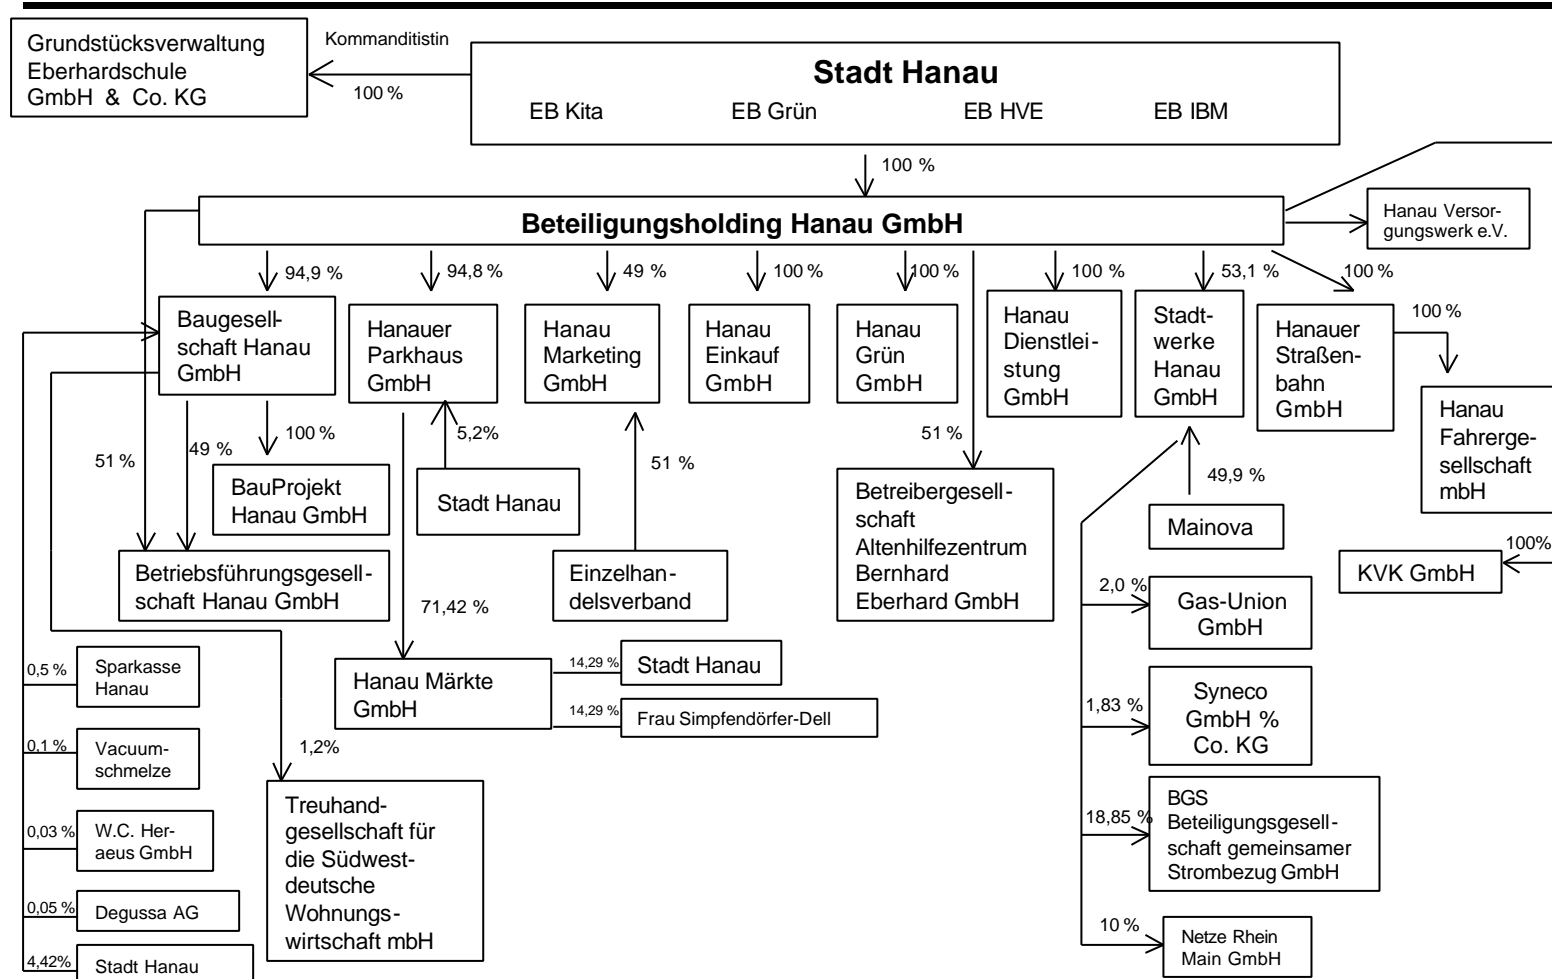 Grundstücksverwaltung
Eberhardschule
GmbH & Co. KG
Kommanditistin
100 %
Stadt Hanau
EB Kita EB Grün EB HVE EB IBM
100 %
Beteiligungsholding Hanau GmbH
Hanau Versor-
gungswerk e.V.
94,9 %
94,8 %
49 %
100 %
100 %
100 %
53,1 %
100 %
Baugesell-
schaft Hanau
GmbH
Hanauer
Parkhaus
GmbH
Hanau
Marketing
GmbH
Hanau
Einkauf
GmbH
Hanau
Grün
GmbH
Hanau
Dienstlei-
stung
GmbH
Stadt-
werke
Hanau
GmbH
Hanauer
Straßen-
bahn
GmbH
100 %
Hanau
Fahrerge-
sellschaft
mbH
51 %
49 %
100 %
5,2%
51 %
51 %
49,9 %
BauProjekt
Hanau GmbH
Stadt Hanau
Betreibergesell-
schaft
Altenhilfezentrum
Bernhard
Eberhard GmbH
Mainova
Betriebsführungsgesell-
schaft Hanau GmbH
Einzelhan-
delsverband
KVK GmbH
100%
71,42 %
2,0 %
Gas-Union
GmbH
Hanau Märkte
GmbH
14,29 %
Stadt Hanau
14,29 %
Frau Simpfendörfer-Dell
0,5 %
Sparkasse
Hanau
1,83 %
Syneco
GmbH %
Co. KG
0,1 %
Vacuum-
schmelze
1,2%
Treuhand-
gesellschaft für
die Südwest-
deutsche
Wohnungs-
wirtschaft mbH
18,85 %
BGS
Beteiligungsgesell-
schaft gemeinsamer
Strombezug GmbH
0,03 %
W.C. Her-
aeus GmbH
0,05 %
Degussa AG
4,42%
Stadt Hanau
10 %
Netze Rhein
Main GmbH